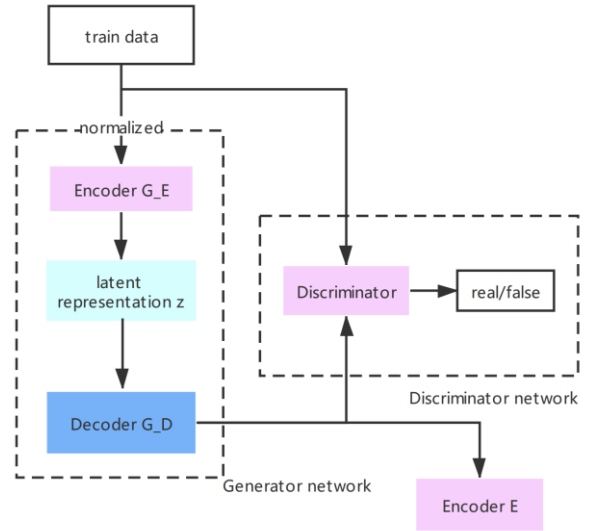 train data
normalized
Encoder G_E
latent
representation z
Discriminator
real/false
Discriminator network
Decoder G_D
Generator network
Encoder E